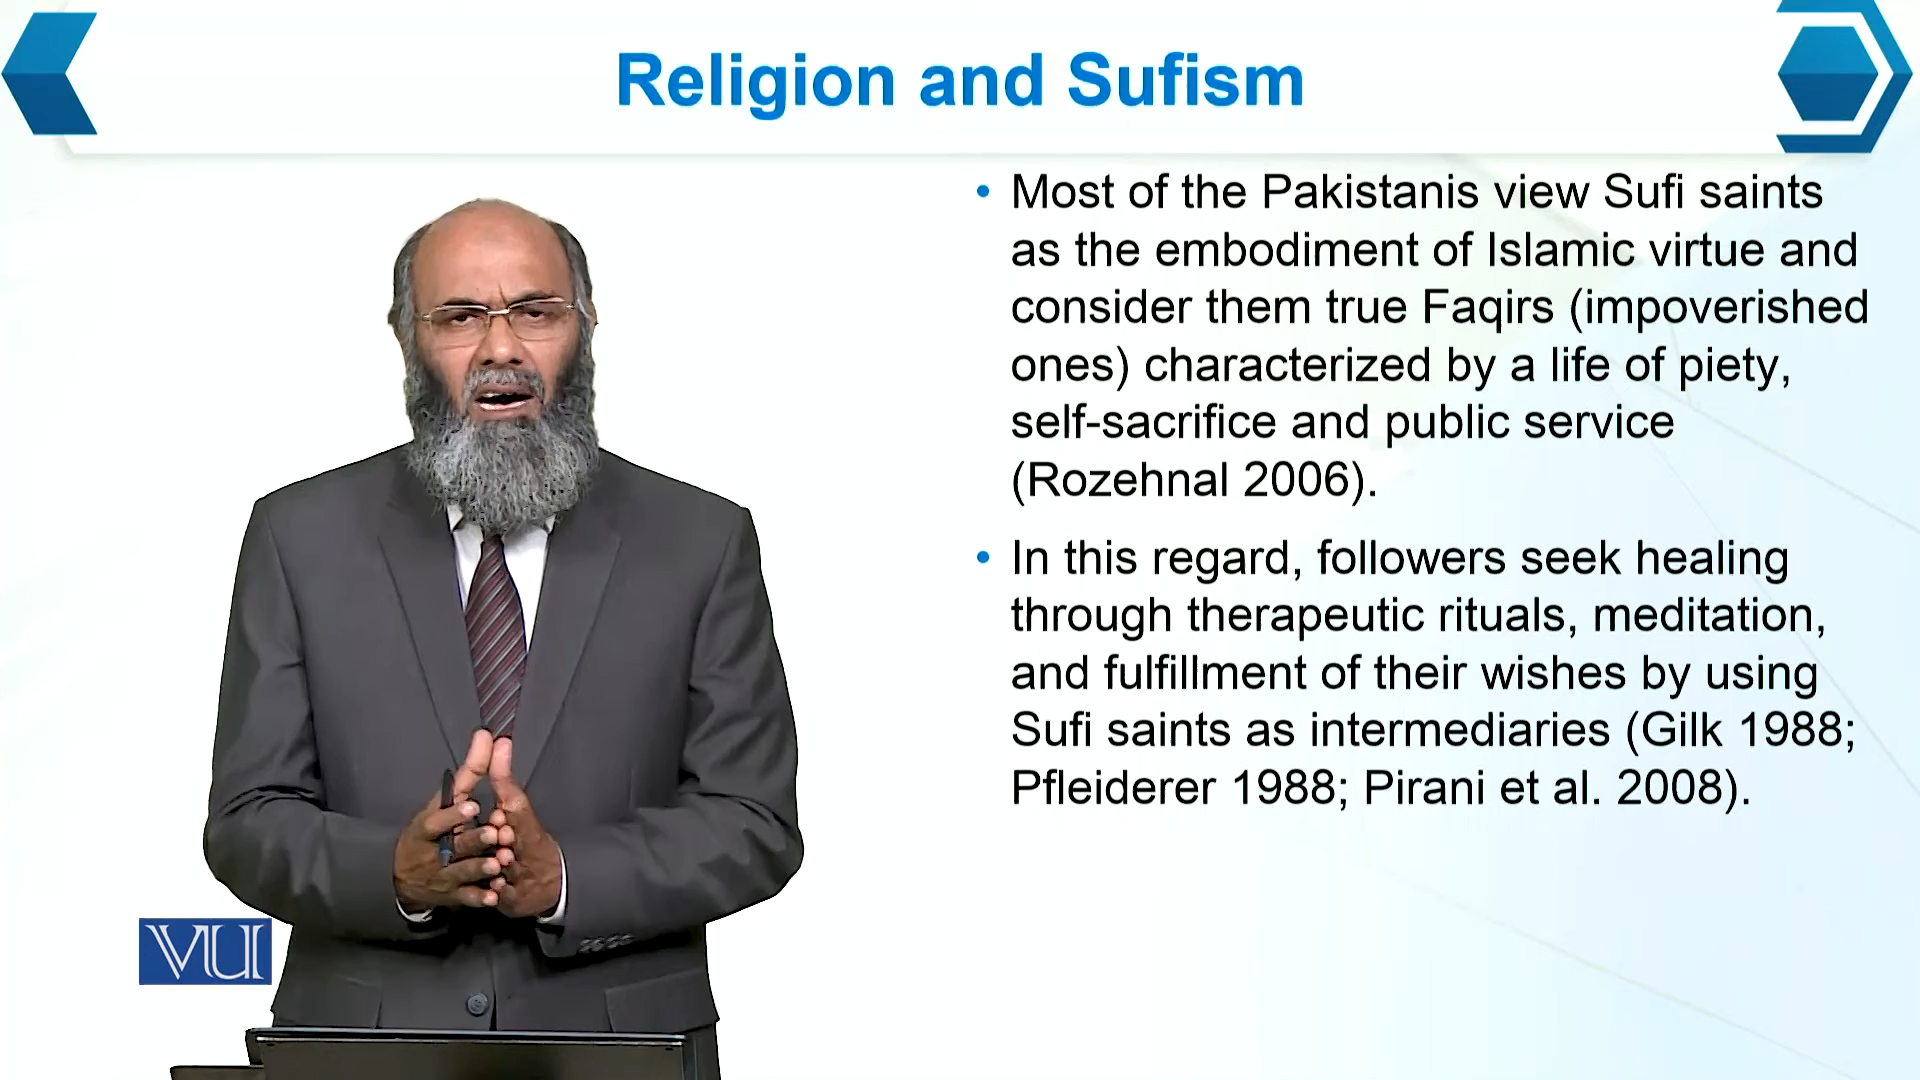 Religion and Sufism
• Most of the Pakistanis view Sufi saints
as the embodiment of Islamic virtue and
consider them true Faqirs (impoverished
ones) characterized by a life of piety,
self-sacrifice and public service
(Rozehnal 2006).
• In this regard, followers seek healing
through therapeutic rituals, meditation,
and fulfillment of their wishes by using
Sufi saints as intermediaries (Gilk 1988;
Pfleiderer 1988; Pirani et al. 2008).
VU